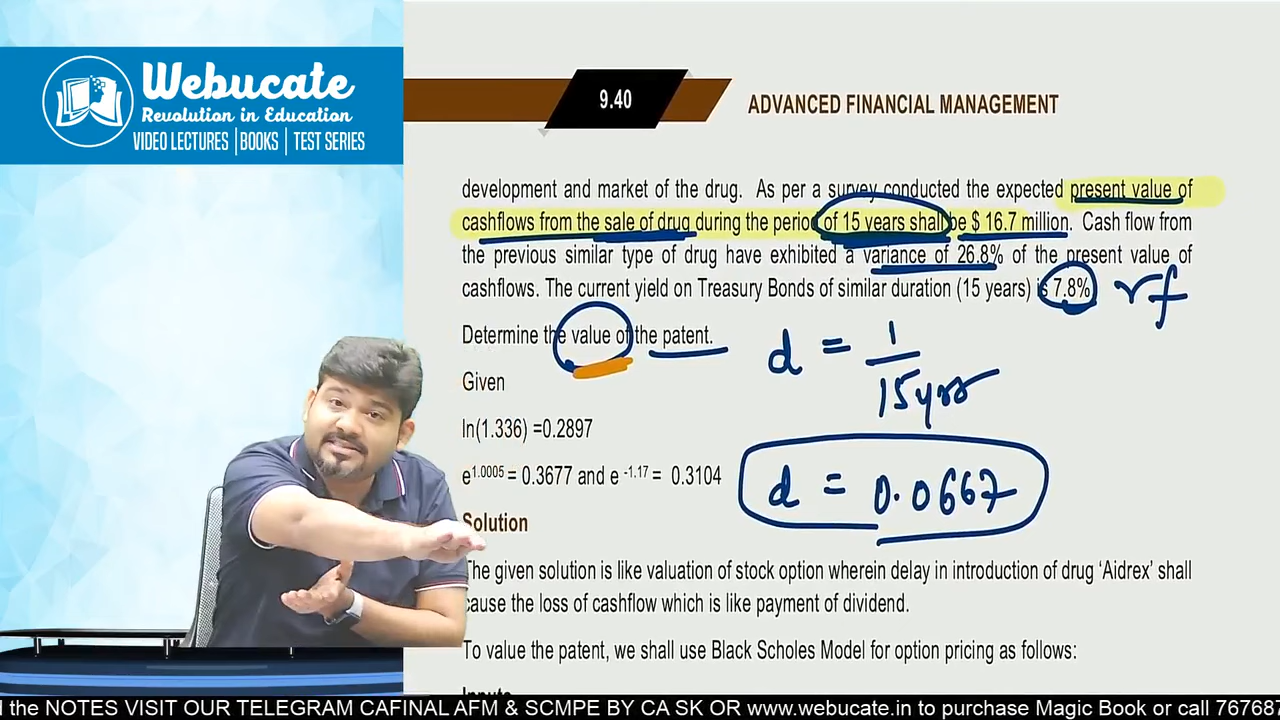 Webucate
Revolution in Education
VIDEO LECTURES | BOOKS | TEST SERIES
9.40
ADVANCED FINANCIAL MANAGEMENT
development and market of the drug. As per a survey conducted the expected present value of
cashflows from the sale of drug during the period of 15 years shall be $ 16.7 million. Cash flow from
the previous similar type of drug have exhibited a variance of 26.8% of the present value of
cashflows. The current yield on Treasury Bonds of similar duration (15 years) is 7.8% rf
Determine the value of the patent.
d = 1/15yrs
Given
ln(1.336) =0.2897
e^1.0005 = 0.3677 and e^-1.17 = 0.3104
d = 0.0667
Solution
The given solution is like valuation of stock option wherein delay in introduction of drug ‘Aidrex’ shall
cause the loss of cashflow which is like payment of dividend.
To value the patent, we shall use Black Scholes Model for option pricing as follows:
Inputs
d the NOTES VISIT OUR TELEGRAM CAFINAL AFM & SCMPE BY CA SK OR www.webucate.in to purchase Magic Book or call 76768